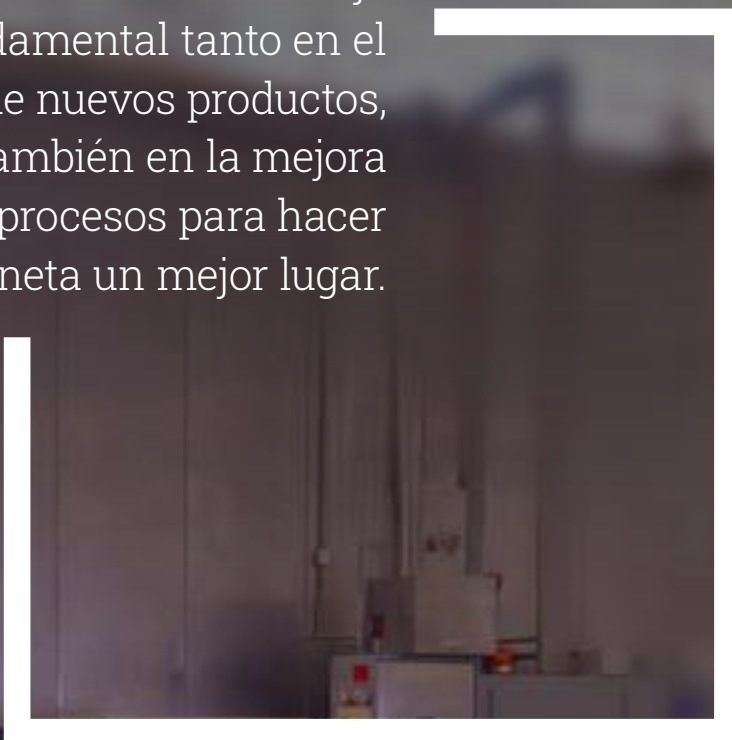 damental tanto en el
e nuevos productos,
ambién en la mejora
procesos para hacer
neta un mejor lugar.